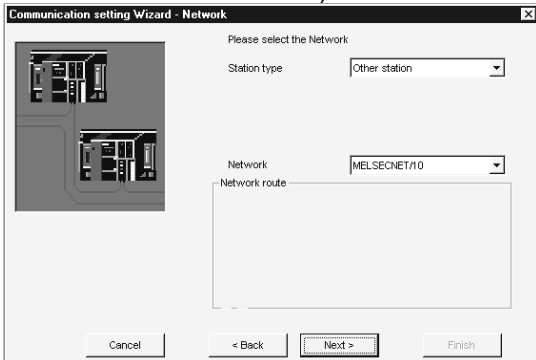 Communication setting Wizard - Network
Please select the Network
Station type
Other station
Network
MELSECNET/10
Network route
Cancel
< Back
Next >
Finish